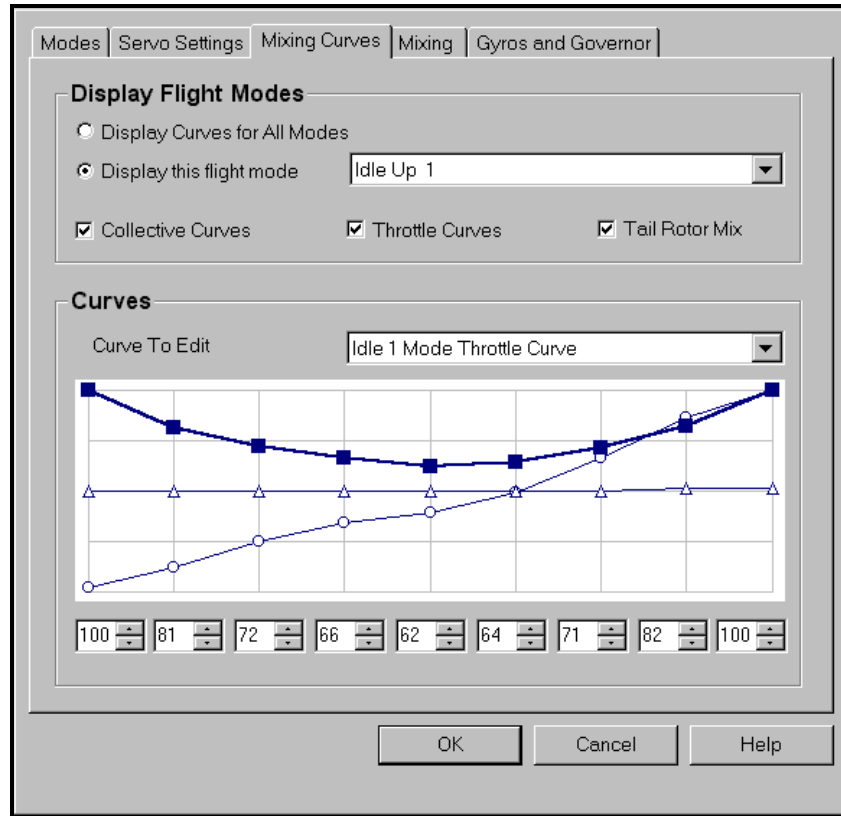 Modes Servo Settings Mixing Curves Mixing Gyros and Governor
Display Flight Modes
Display Curves for All Modes
Display this flight mode Idle Up 1
Collective Curves Throttle Curves Tail Rotor Mix
Curves
Curve To Edit Idle 1 Mode Throttle Curve
100 81 72 66 62 64 71 82 100
OK Cancel Help